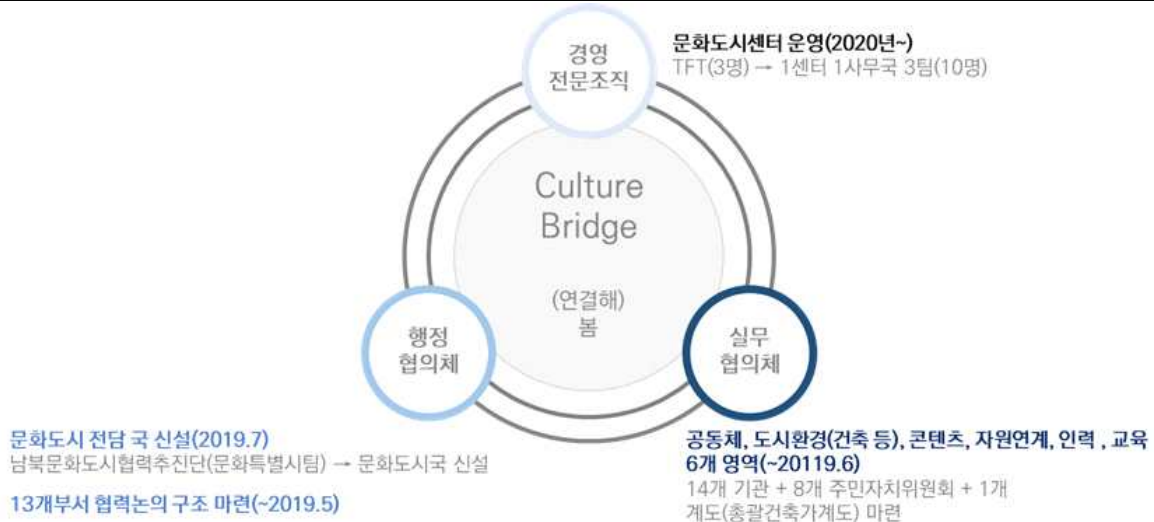 경영
전문조직
문화도시센터 운영(2020년~)
TFT(3명) → 1센터 1사무국 3팀(10명)
Culture
Bridge
(연결해)
봄
행정
협의체
실무
협의체
문화도시 전담 국 신설(2019.7)
남북문화도시협력추진단(문화특별시팀) → 문화도시국 신설
13개부서 협력논의 구조 마련(~2019.5)
공동체, 도시환경(건축 등), 콘텐츠, 자원연계, 인력 , 교육
6개 영역(~20119.6)
14개 기관 + 8개 주민자치위원회 + 1개
계도(총괄건축가계도) 마련